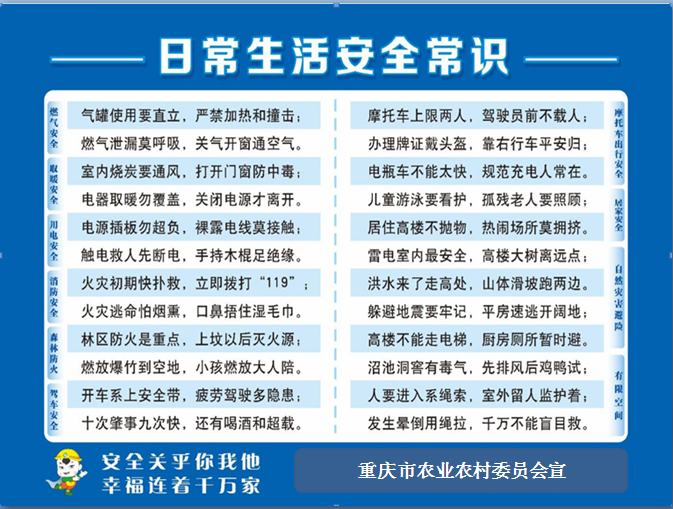 日常生活安全常识
燃气安全
气罐使用要直立，严禁加热和撞击；
燃气泄漏莫呼吸，关气开窗通空气。
取暖安全
室内烧炭要通风，打开门窗防中毒；
电器取暖勿覆盖，关闭电源才离开。
用电安全
电源插板勿超负，裸露电线莫接触；
触电救人先断电，手持木棍足绝缘。
消防安全
火灾初期快扑救，立即拨打“119”；
火灾逃命怕烟熏，口鼻捂住湿毛巾。
森林防火
林区防火是重点，上坟以后灭火源；
燃放爆竹到空地，小孩燃放大人陪。
驾车安全
开车系上安全带，疲劳驾驶多隐患；
十次肇事九次快，还有喝酒和超载。
摩托车出行安全
摩托车上限两人，驾驶员前不载人；
办理牌证戴头盔，靠右行车平安归；
电瓶车不能太快，规范充电人常在。
居家安全
儿童游泳要看护，孤残老人要照顾；
居住高楼不抛物，热闹场所莫拥挤。
自然灾害避险
雷电室内最安全，高楼大树离远点；
洪水来了走高处，山体滑坡跑两边。
躲避地震要牢记，平房速逃开阔地；
高楼不能走电梯，厨房厕所暂时避。
有限空间
沼池洞窖有毒气，先排风后鸡鸭试；
人要进入系绳索，室外留人监护着；
发生晕倒用绳拉，千万不能盲目救。
安全关乎你我他
幸福连着千万家
重庆市农业农村委员会宣